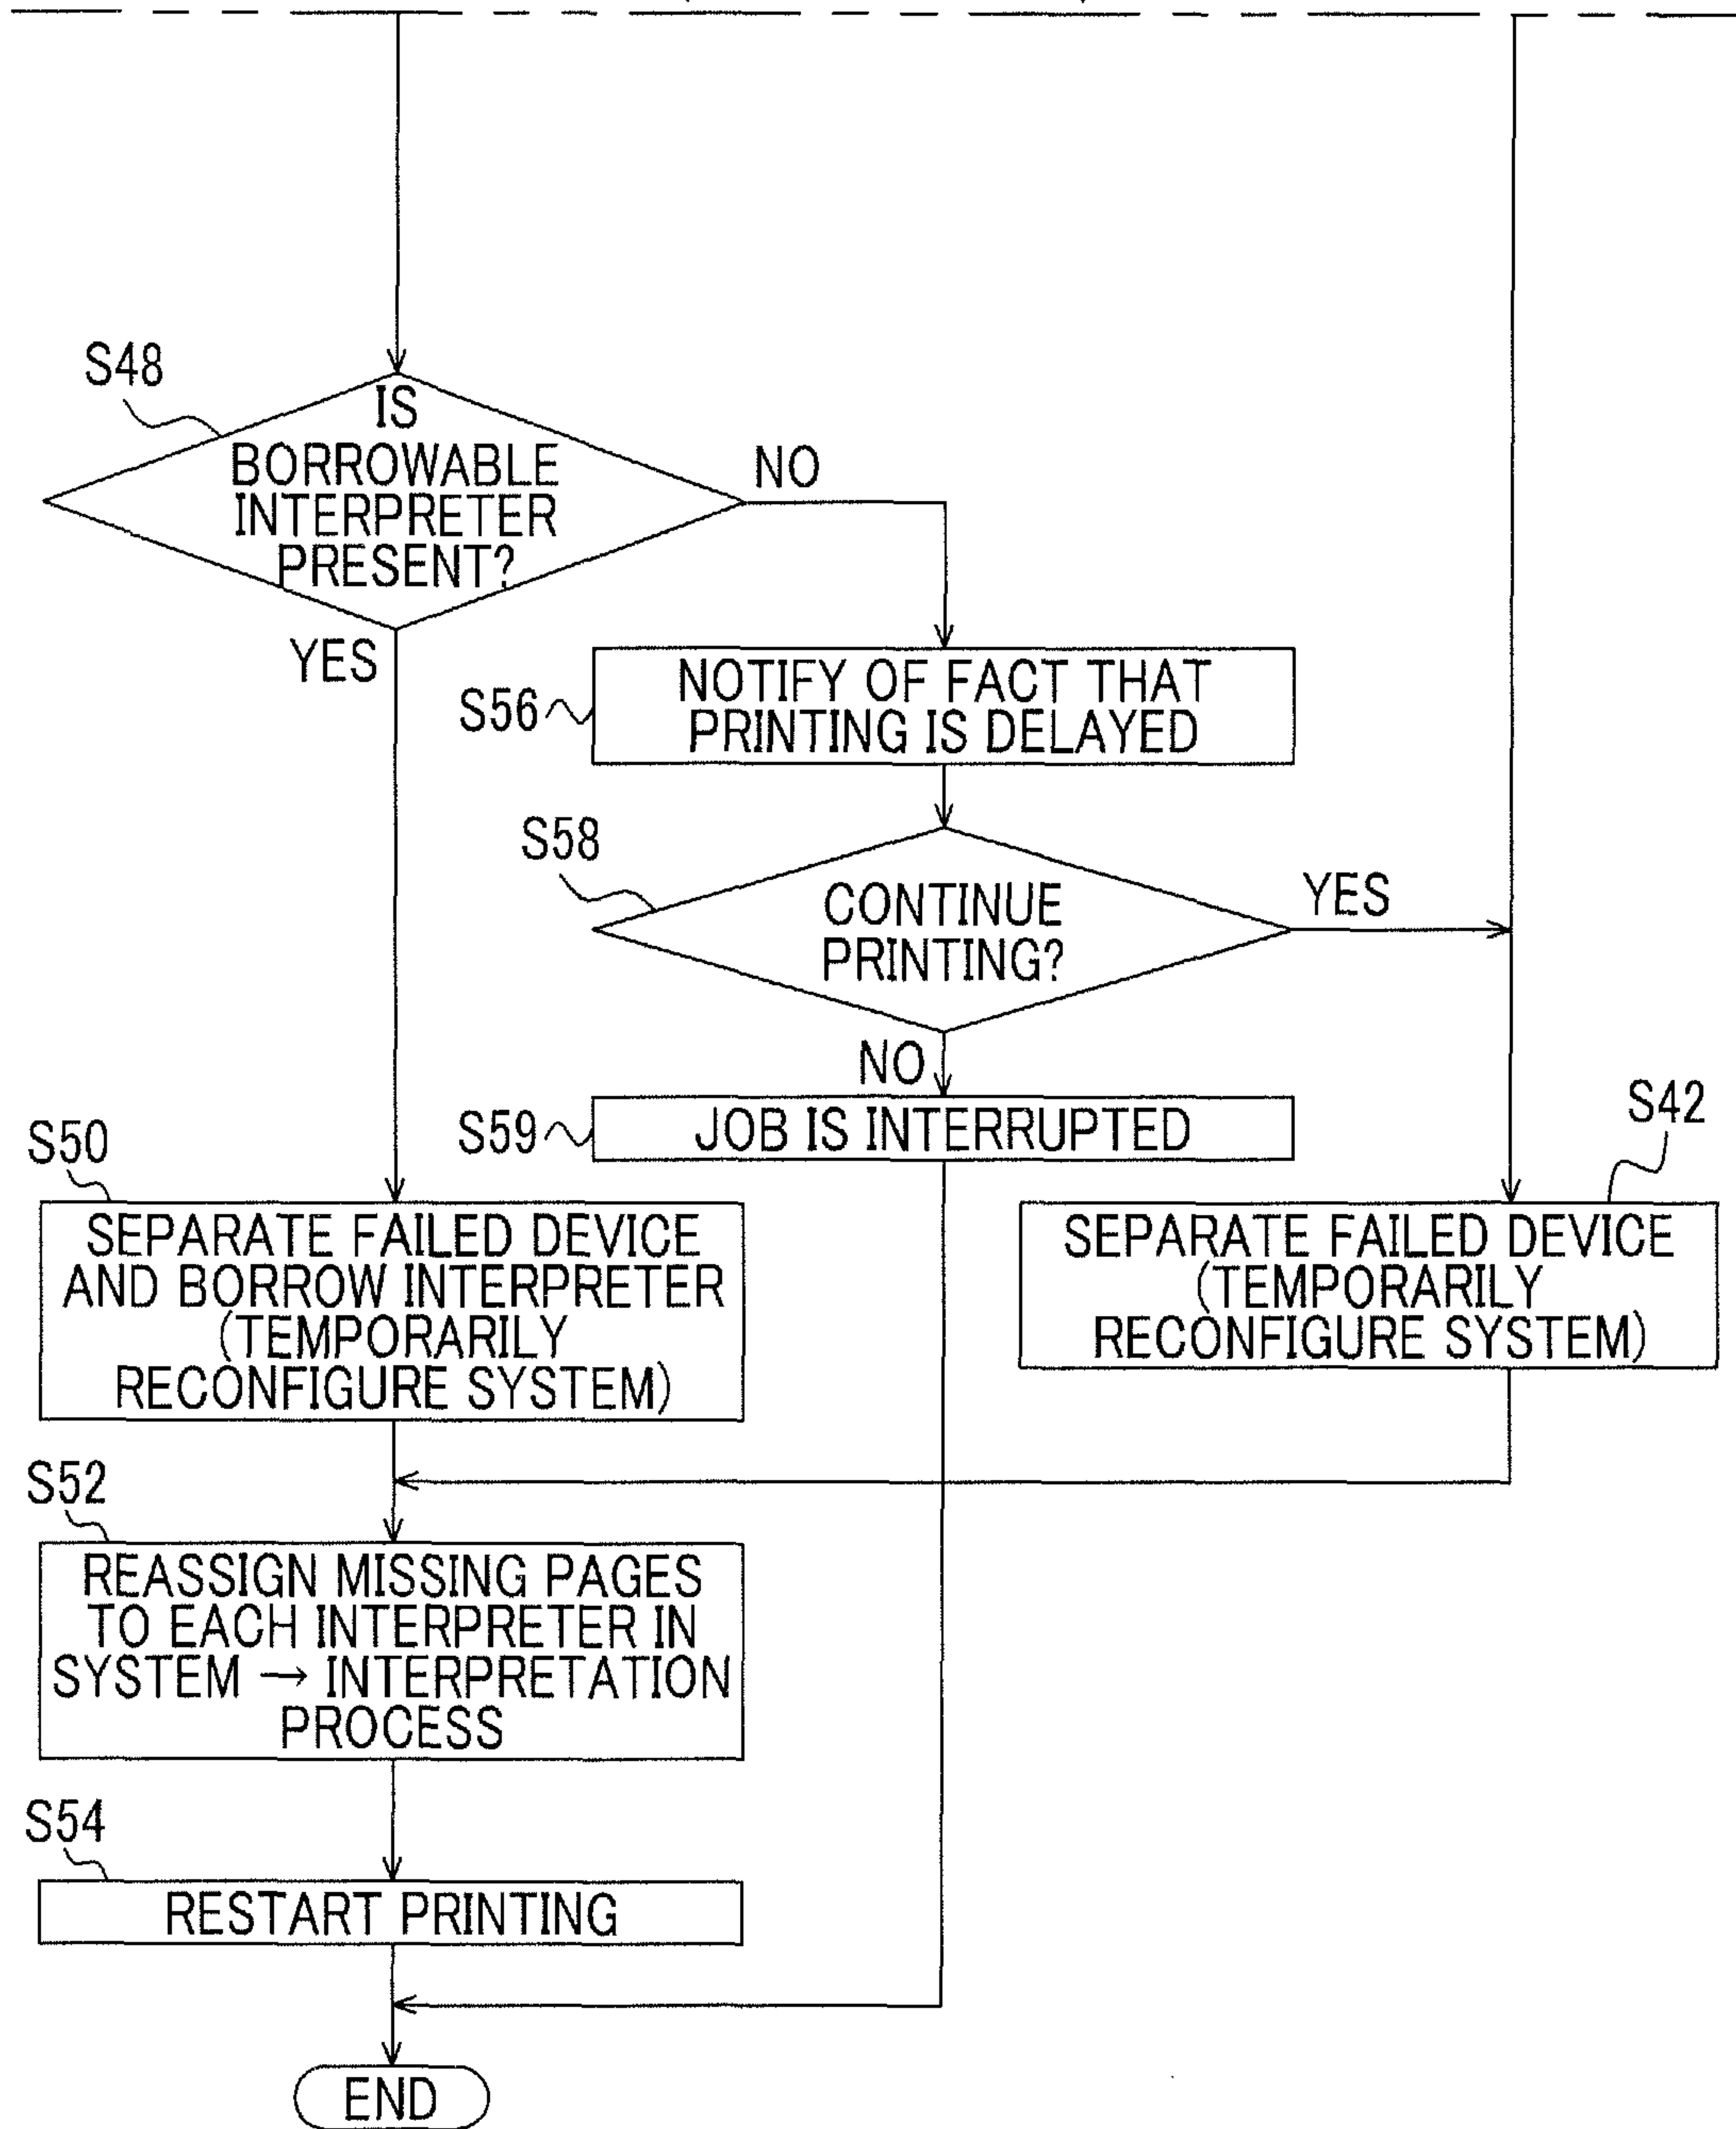 S48
IS
BORROWABLE
INTERPRETER
PRESENT?
NO
YES
S56
NOTIFY OF FACT THAT
PRINTING IS DELAYED
S58
CONTINUE
PRINTING?
YES
NO
S59
JOB IS INTERRUPTED
S42
SEPARATE FAILED DEVICE
(TEMPORARILY
RECONFIGURE SYSTEM)
S50
SEPARATE FAILED DEVICE
AND BORROW INTERPRETER
(TEMPORARILY
RECONFIGURE SYSTEM)
S52
REASSIGN MISSING PAGES
TO EACH INTERPRETER IN
SYSTEM → INTERPRETATION
PROCESS
S54
RESTART PRINTING
END